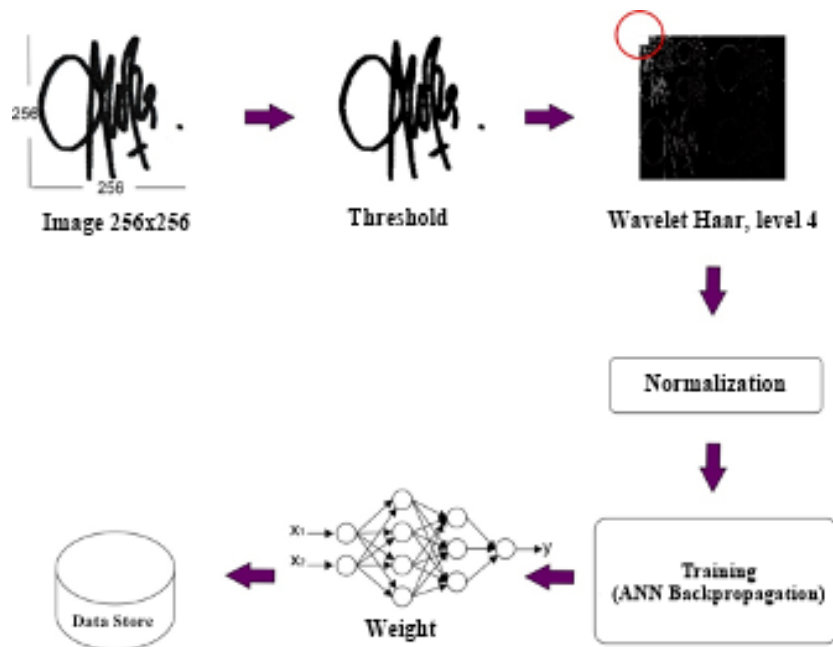 256
256
Image 256x256
Threshold
Wavelet Haar, level 4
Normalization
Training
(ANN Backpropagation)
x₁
x₂
y
Weight
Data Store